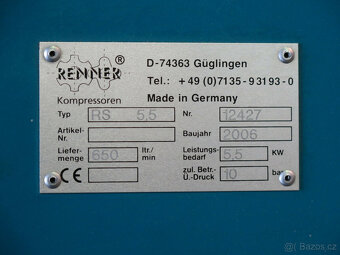 RENNER ®
Kompressoren
D-74363 Güglingen
Tel.: +49 (0)7135-93193-0
Made in Germany
Typ RS 5,5 Nr. 12427
Artikel-Nr. Baujahr 2006
Liefer-menge 650 ltr./min Leistungs-bedarf 5,5 KW
CE zul. Betr.-Ü.-Druck 10 bar
bazos.cz